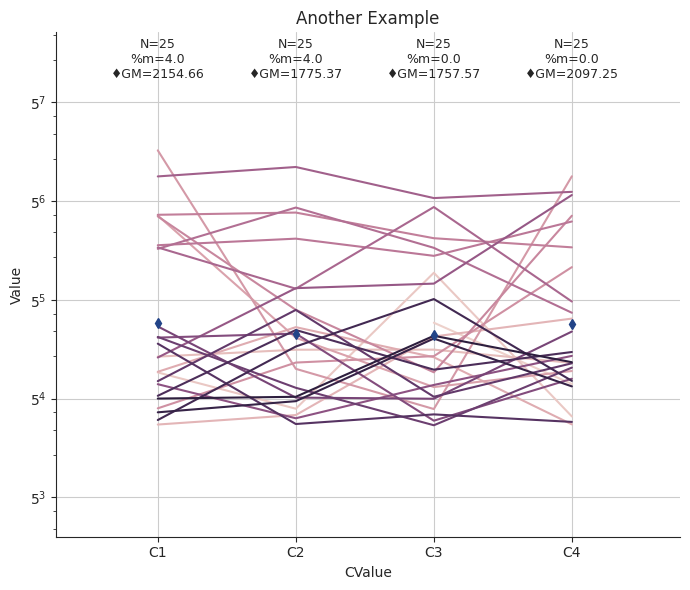 Another Example
N=25 N=25 N=25 N=25
%m=4.0 %m=4.0 %m=0.0 %m=0.0
♦GM=2154.66 ♦GM=1775.37 ♦GM=1757.57 ♦GM=2097.25
5⁷
5⁶
5⁵
5⁴
5³
Value
C1 C2 C3 C4
CValue